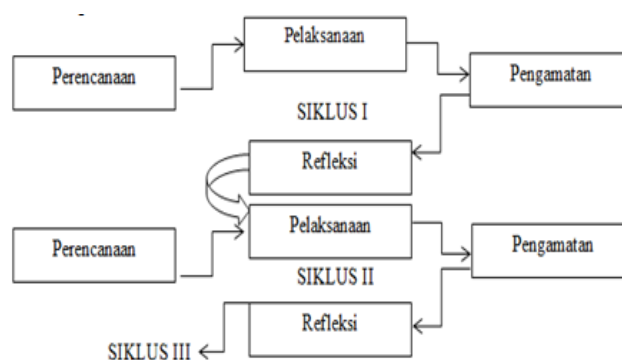 Pelaksanaan
Perencanaan
Pengamatan
SIKLUS I
Refleksi
Pelaksanaan
Perencanaan
Pengamatan
SIKLUS II
Refleksi
SIKLUS III